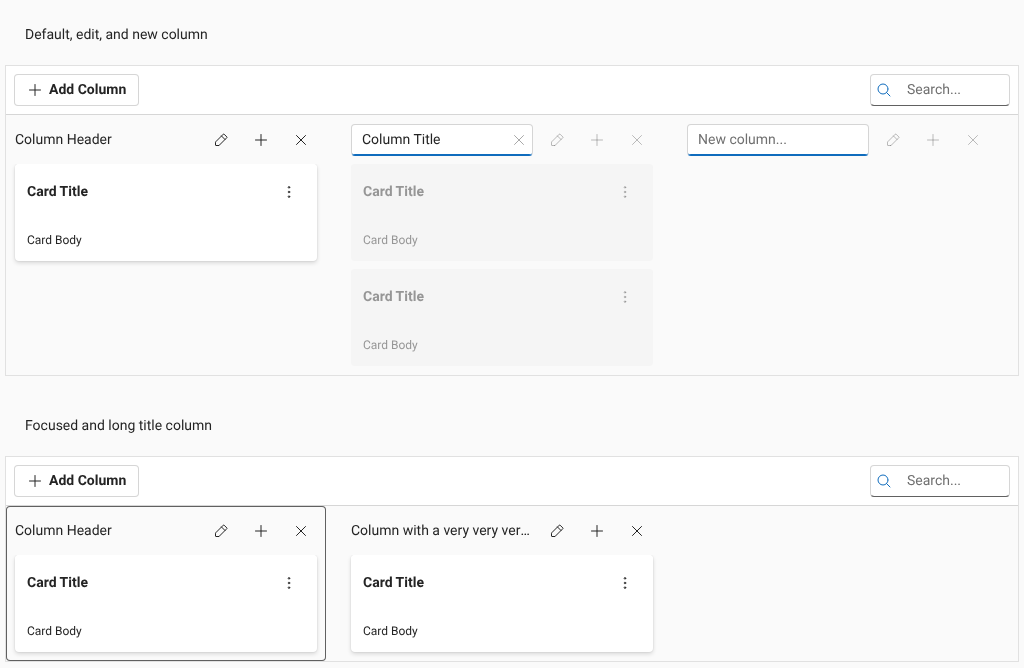 Default, edit, and new column
Add Column
Search...
Column Header
Column Title
New column...
Card Title
Card Title
Card Body
Card Body
Card Title
Card Body
Focused and long title column
Add Column
Search...
Column Header
Column with a very very ver...
Card Title
Card Title
Card Body
Card Body